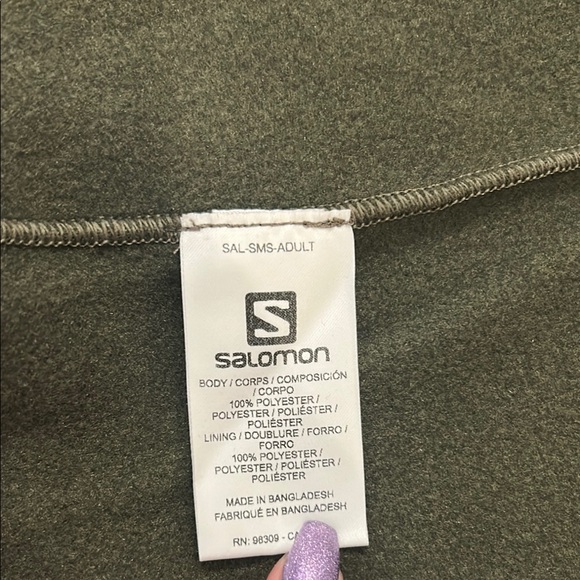 SAL-SMS-ADULT
S
SALOMON
BODY / CORPS / COMPOSICIÓN
/ CORPO
100% POLYESTER /
POLYESTER / POLIÉSTER /
POLIÉSTER
LINING / DOUBLURE / FORRO /
FORRO
100% POLYESTER /
POLYESTER / POLIÉSTER /
POLIÉSTER
MADE IN BANGLADESH
FABRIQUÉ EN BANGLADESH
RN: 98309 - CA